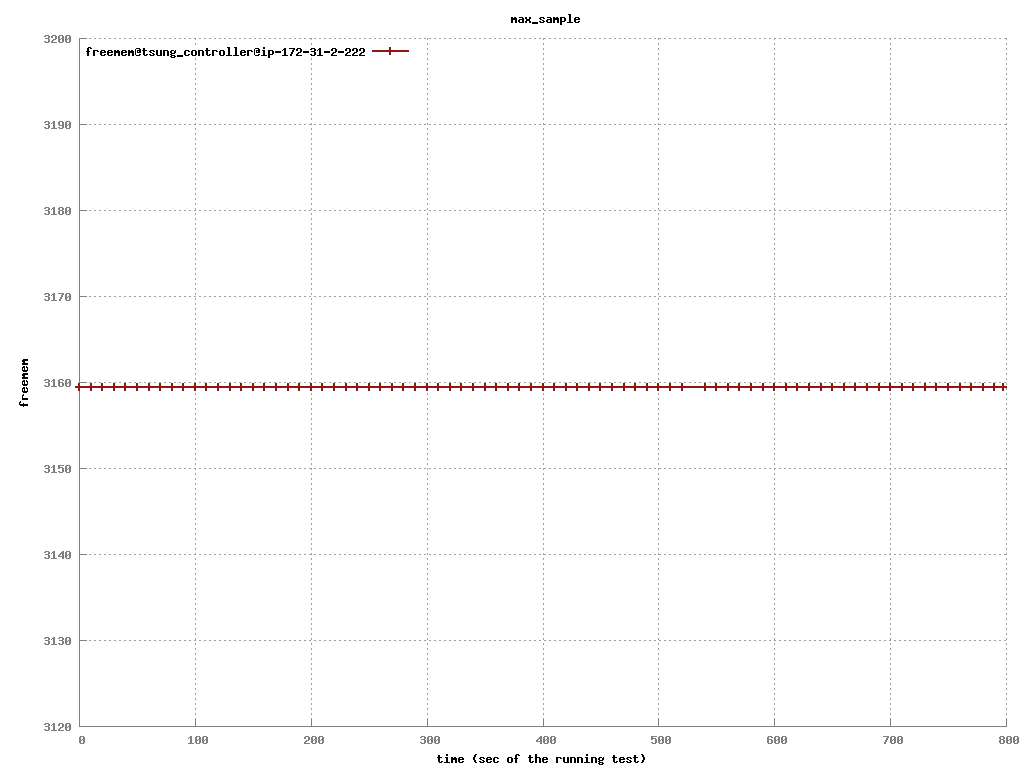 max_sample
freemem@tsung_controller@ip-172-31-2-222
3200
3190
3180
3170
3160
3150
3140
3130
3120
freemem
0 100 200 300 400 500 600 700 800
time (sec of the running test)